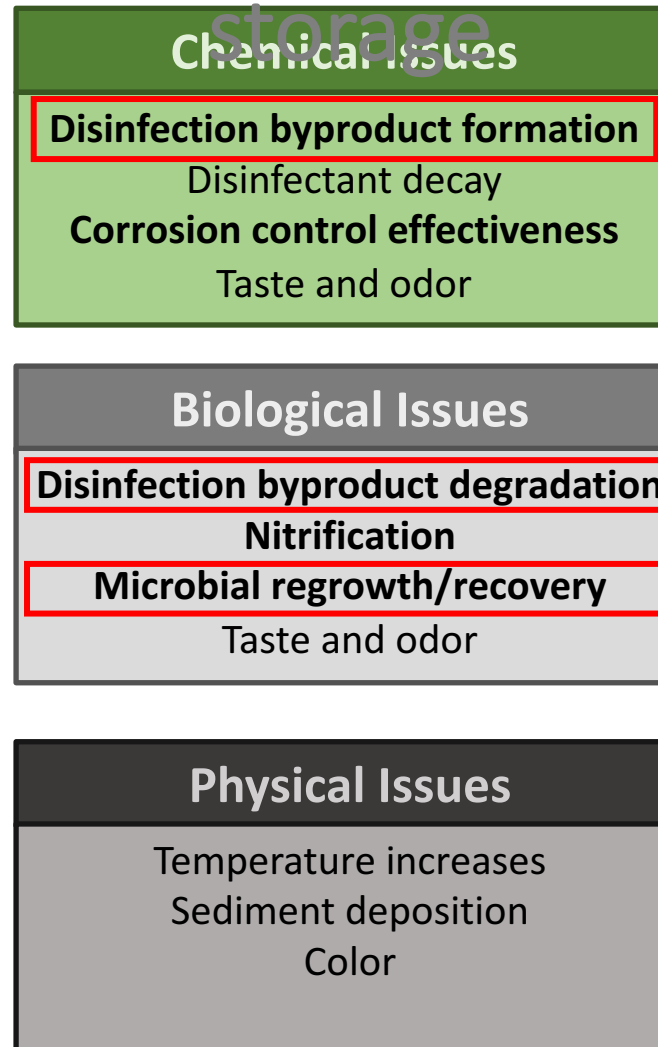 storage
Chemical Issues
Disinfection byproduct formation
Disinfectant decay
Corrosion control effectiveness
Taste and odor
Biological Issues
Disinfection byproduct degradation
Nitrification
Microbial regrowth/recovery
Taste and odor
Physical Issues
Temperature increases
Sediment deposition
Color